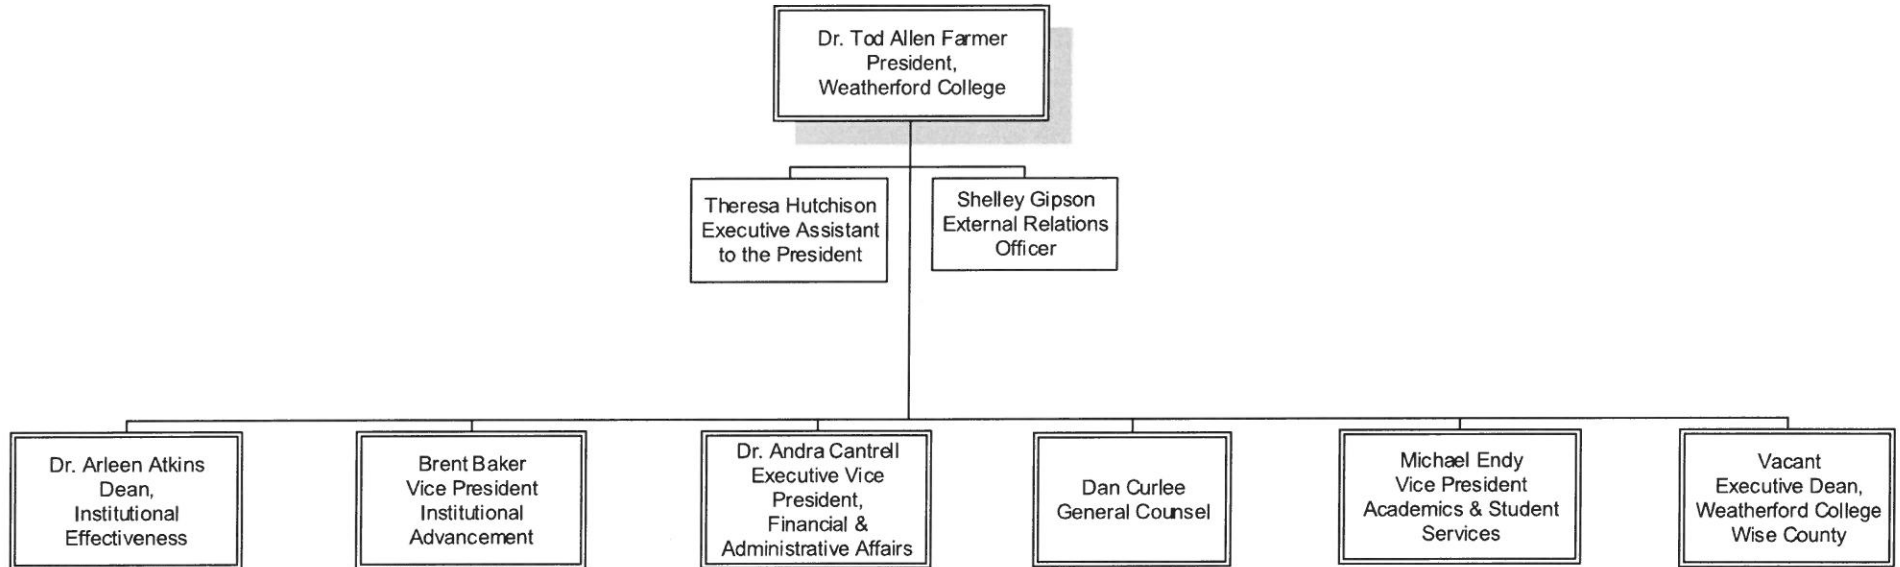 Dr. Tod Allen Farmer
President,
Weatherford College
Theresa Hutchison
Executive Assistant
to the President
Shelley Gipson
External Relations
Officer
Dr. Arleen Atkins
Dean,
Institutional
Effectiveness
Brent Baker
Vice President
Institutional
Advancement
Dr. Andra Cantrell
Executive Vice
President,
Financial &
Administrative Affairs
Dan Curlee
General Counsel
Michael Endy
Vice President
Academics & Student
Services
Vacant
Executive Dean,
Weatherford College
Wise County